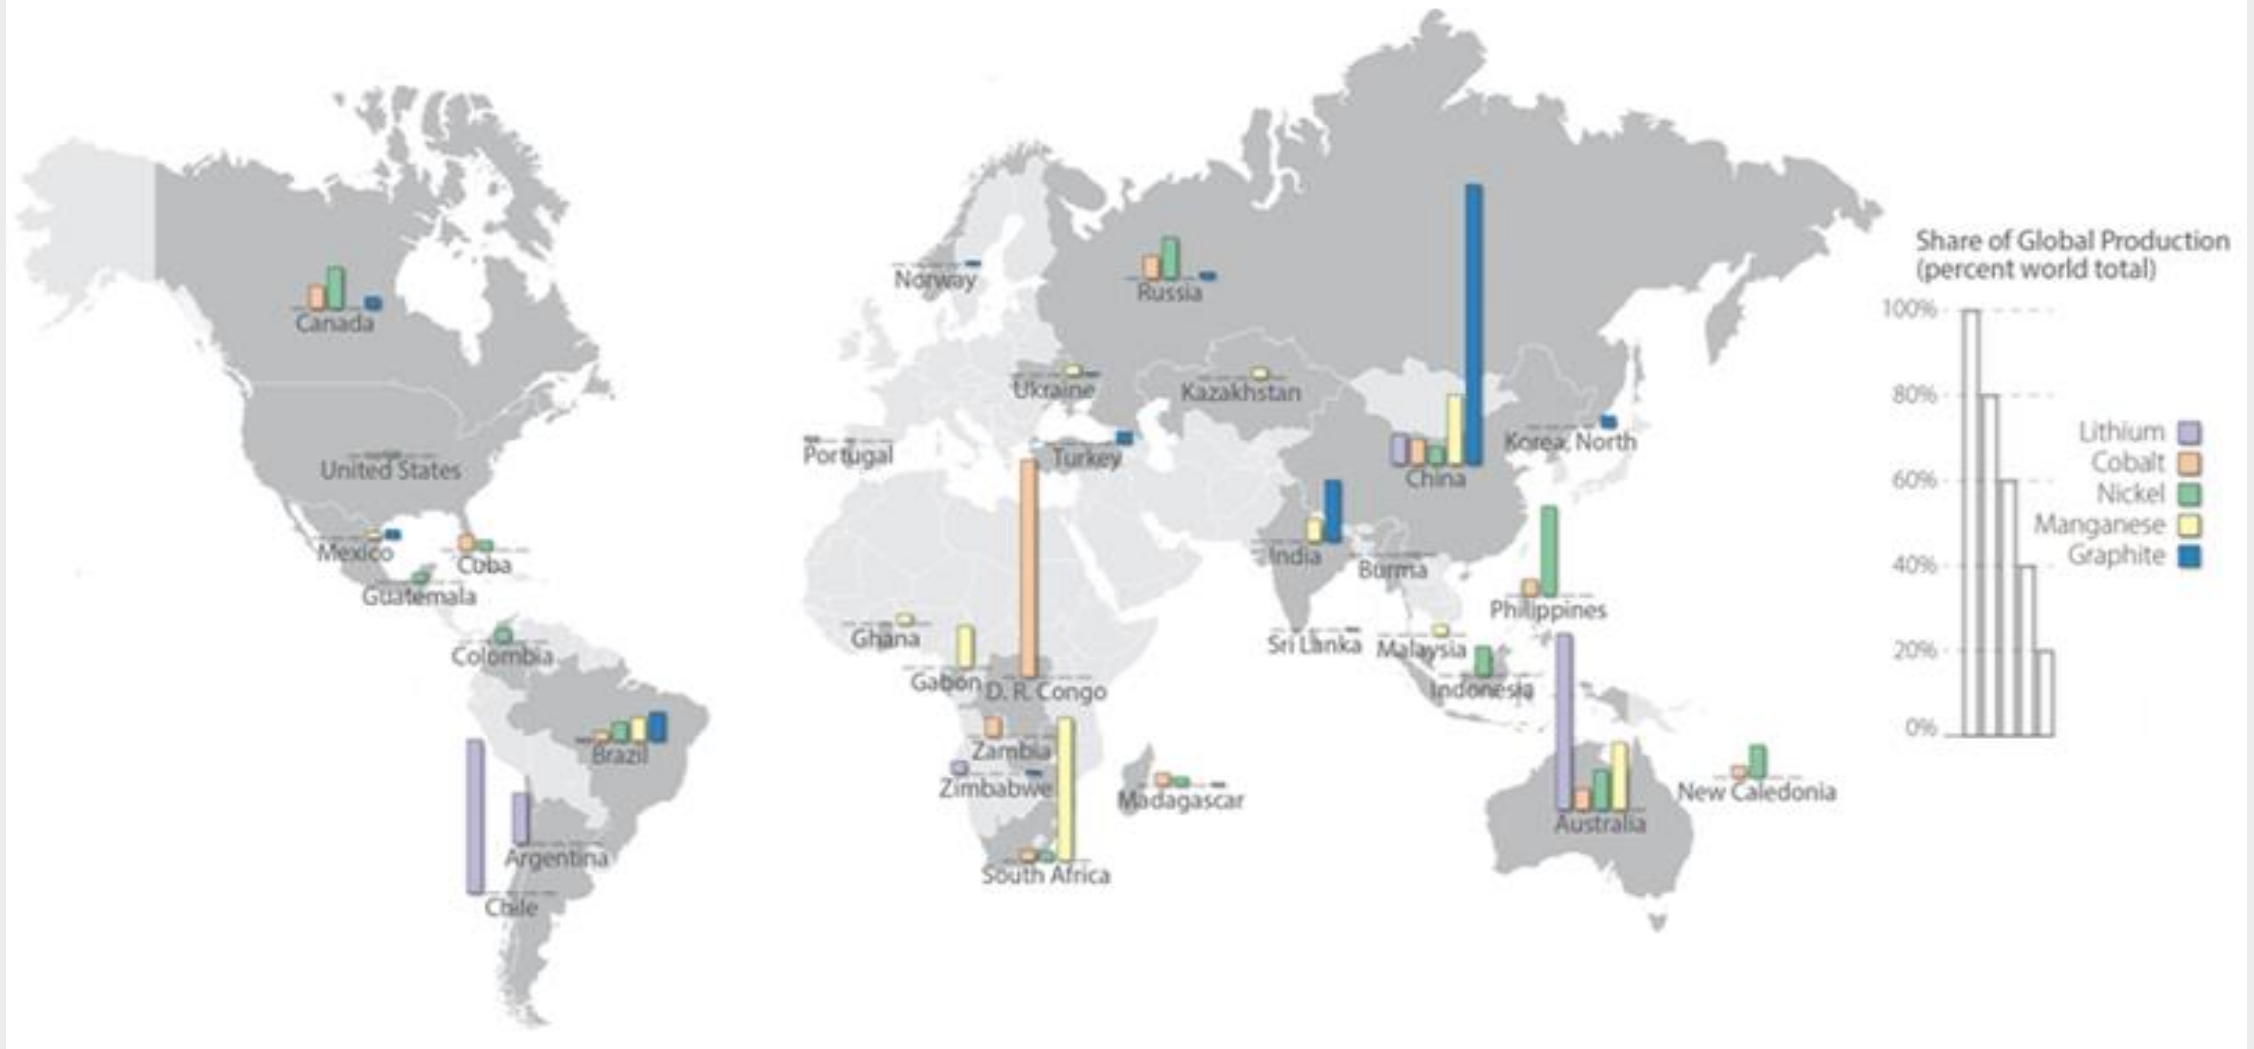 Canada
United States
Mexico
Cuba
Guatemala
Colombia
Brazil
Argentina
Chile
Norway
Russia
Ukraine
Kazakhstan
Portugal
Turkey
China
Korea, North
India
Burma
Philippines
Ghana
Gabon
D. R. Congo
Sri Lanka
Malaysia
Indonesia
Zambia
Zimbabwe
Madagascar
South Africa
Australia
New Caledonia
Share of Global Production
(percent world total)
100%
80%
60%
40%
20%
0%
Lithium
Cobalt
Nickel
Manganese
Graphite